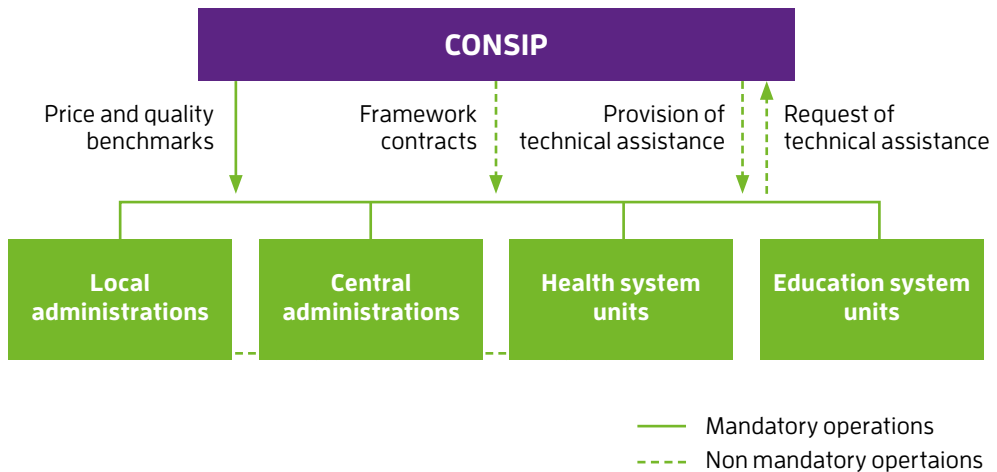 CONSIP
Price and quality
benchmarks
Framework
contracts
Provision of
technical assistance
Request of
technical assistance
Local
administrations
Central
administrations
Health system
units
Education system
units
Mandatory operations
Non mandatory opertaions